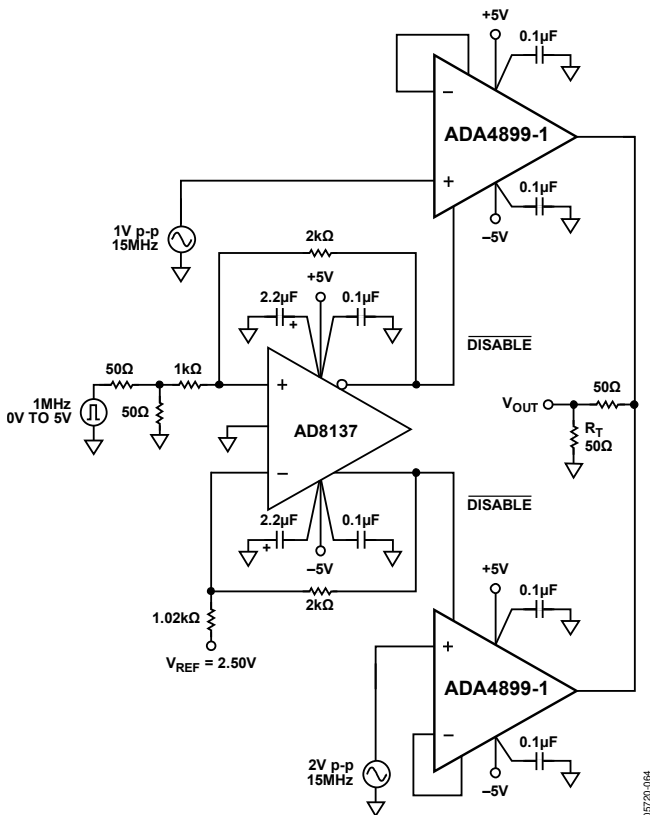 +5V
0.1µF
–
ADA4899-1
+
0.1µF
–5V
1V p-p
15MHz
2kΩ
+5V
2.2µF
0.1µF
+
DISABLE
50Ω
1kΩ
+
1MHz
0V TO 5V
50Ω
AD8137
–
VOUT
50Ω
RT
50Ω
DISABLE
2.2µF
0.1µF
+
–5V
2kΩ
1.02kΩ
VREF = 2.50V
+5V
0.1µF
+
ADA4899-1
–
0.1µF
–5V
2V p-p
15MHz
05720-064